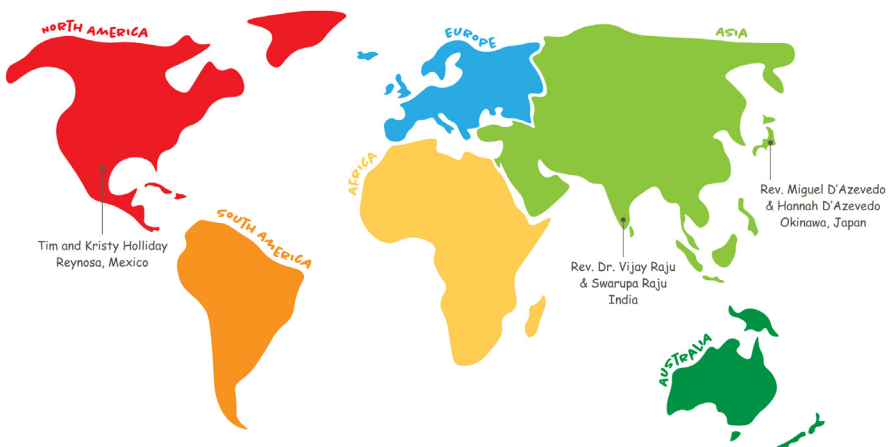 NORTH AMERICA
EUROPE
ASIA
AFRICA
Rev. Miguel D'Azevedo
& Hannah D'Azevedo
Okinawa, Japan
SOUTH AMERICA
Tim and Kristy Holliday
Reynosa, Mexico
Rev. Dr. Vijay Raju
& Swarupa Raju
India
AUSTRALIA